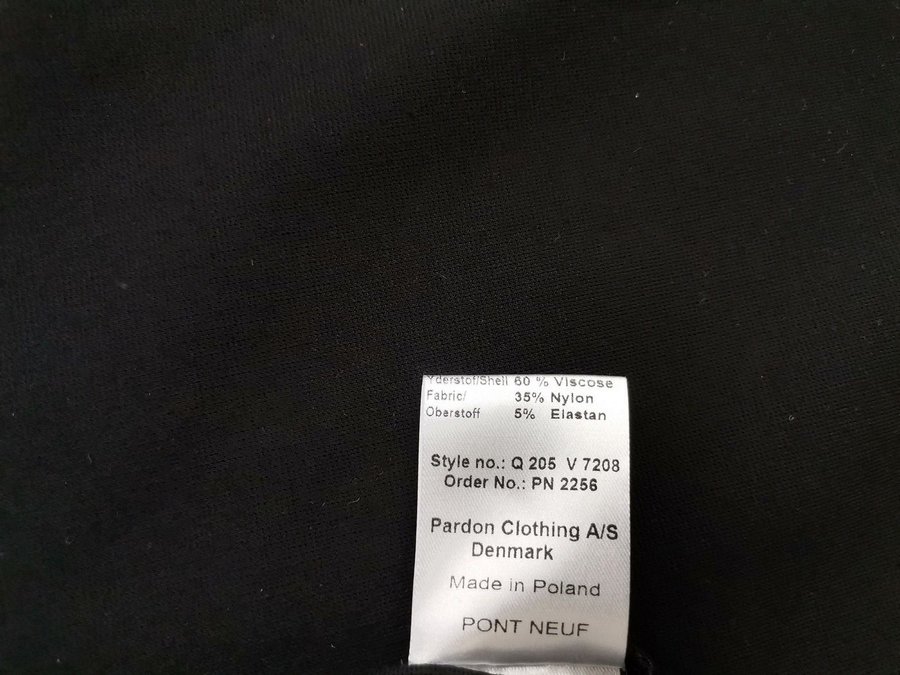 Yderstof/Shell 60 % Viscose
Fabric/ 35% Nylon
Oberstoff 5% Elastan
Style no.: Q 205 V 7208
Order No.: PN 2256
Pardon Clothing A/S
Denmark
Made in Poland
PONT NEUF